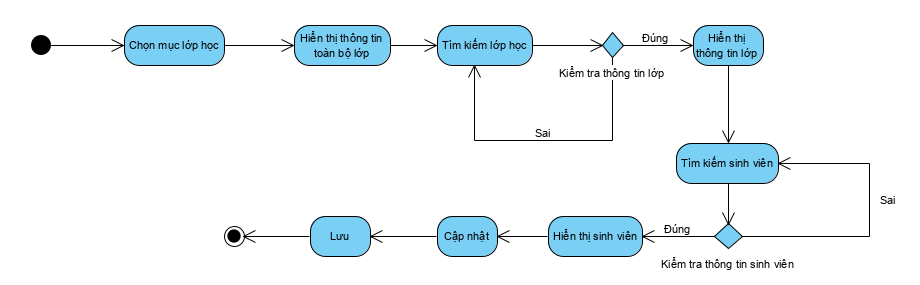 Chọn mục lớp học
Hiển thị thông tin
toàn bộ lớp
Tìm kiếm lớp học
Đúng
Hiển thị
thông tin lớp
Kiểm tra thông tin lớp
Sai
Tìm kiếm sinh viên
Sai
Đúng
Kiểm tra thông tin sinh viên
Hiển thị sinh viên
Cập nhật
Lưu